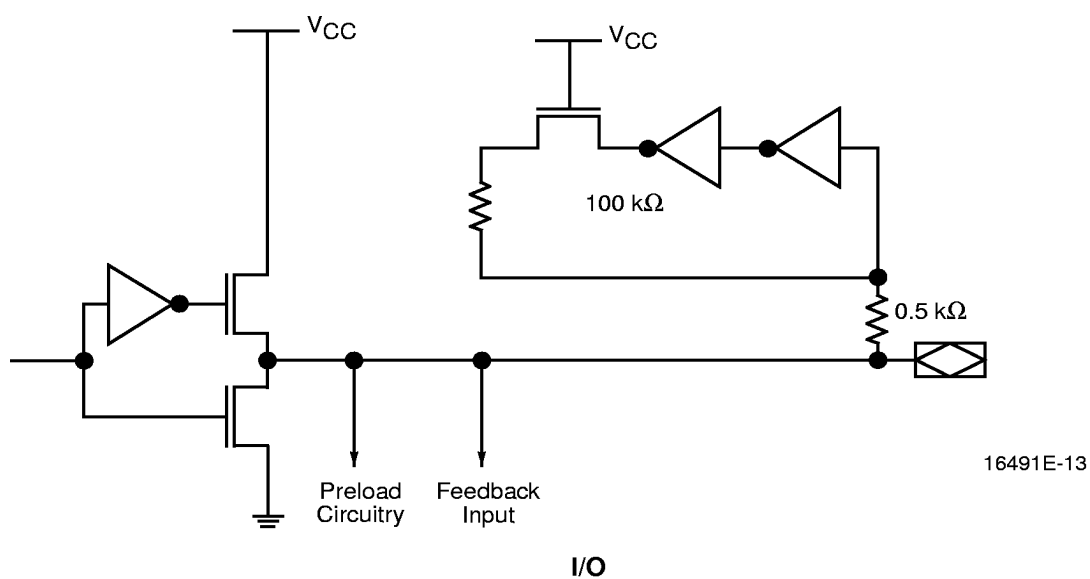 VCC
VCC
100 kΩ
0.5 kΩ
16491E-13
Preload
Circuitry
Feedback
Input
I/O